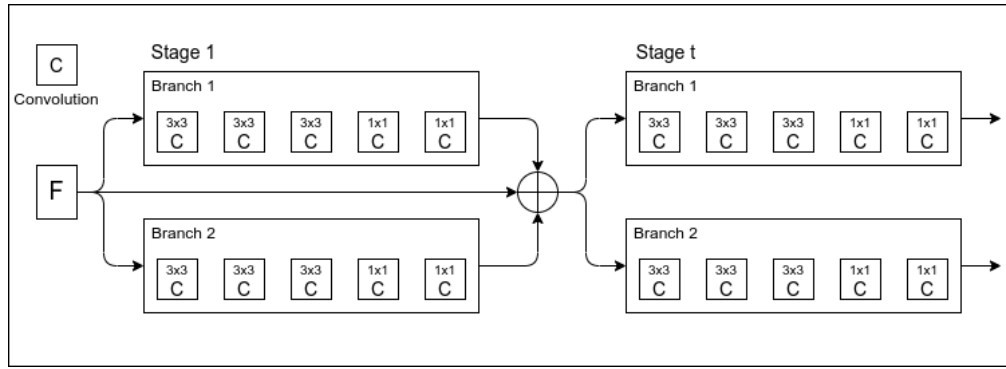 Stage 1
Stage t
C
Convolution
Branch 1
3x3 3x3 3x3 1x1 1x1
C C C C C
Branch 1
3x3 3x3 3x3 1x1 1x1
C C C C C
F
Branch 2
3x3 3x3 3x3 1x1 1x1
C C C C C
Branch 2
3x3 3x3 3x3 1x1 1x1
C C C C C